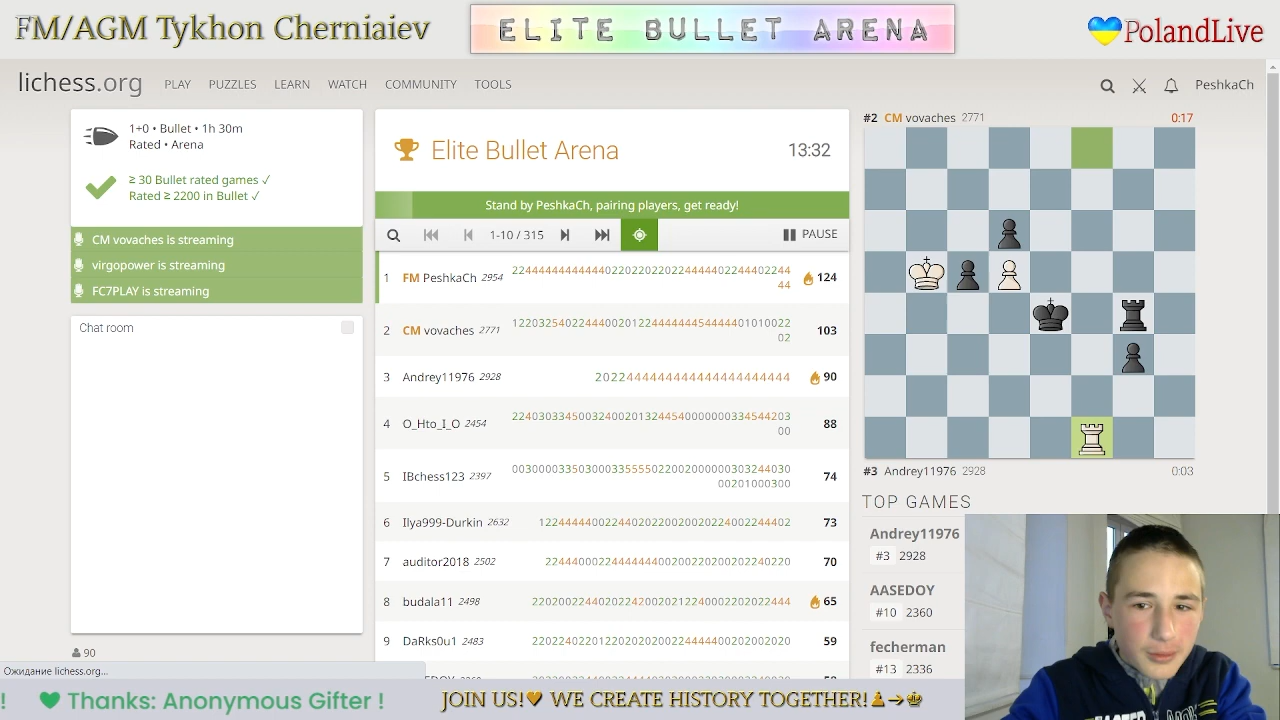 FM/AGM Tykhon Cherniaiev
ELITE BULLET ARENA
PolandLive
lichess.org
PLAY
PUZZLES
LEARN
WATCH
COMMUNITY
TOOLS
PeshkaCh
1+0 • Bullet • 1h 30m
Rated • Arena
≥ 30 Bullet rated games ✓
Rated ≥ 2200 in Bullet ✓
CM vovaches is streaming
virgopower is streaming
FC7PLAY is streaming
Chat room
90
Ожидание lichess.org...
Elite Bullet Arena
13:32
Stand by PeshkaCh, pairing players, get ready!
1-10 / 315
PAUSE
1 FM PeshkaCh 2954 124
2 CM vovaches 2771 103
3 Andrey11976 2928 90
4 O_Hto_I_O 2454 88
5 IBchess123 2397 74
6 Ilya999-Durkin 2632 73
7 auditor2018 2502 70
8 budala11 2498 65
9 DaRks0u1 2483 59
#2 CM vovaches 2771 0:17
#3 Andrey11976 2928 0:03
TOP GAMES
Andrey11976
#3 2928
AASEDOY
#10 2360
fecherman
#13 2336
! Thanks: Anonymous Gifter !
JOIN US! WE CREATE HISTORY TOGETHER!